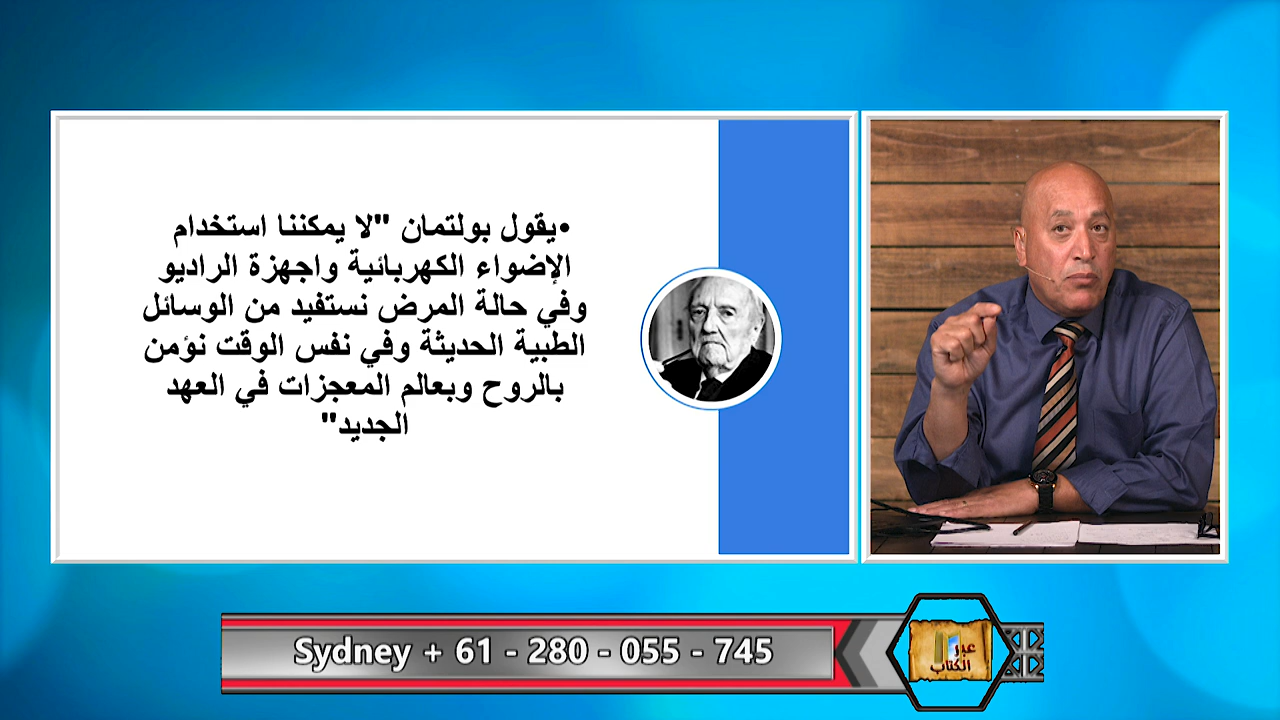 •يقول بولتمان "لا يمكننا استخدام
الإضواء الكهربائية واجهزة الراديو
وفي حالة المرض نستفيد من الوسائل
الطبية الحديثة وفي نفس الوقت نؤمن
بالروح وبعالم المعجزات في العهد
الجديد"
Sydney + 61 - 280 - 055 - 745
عبر
الكتاب